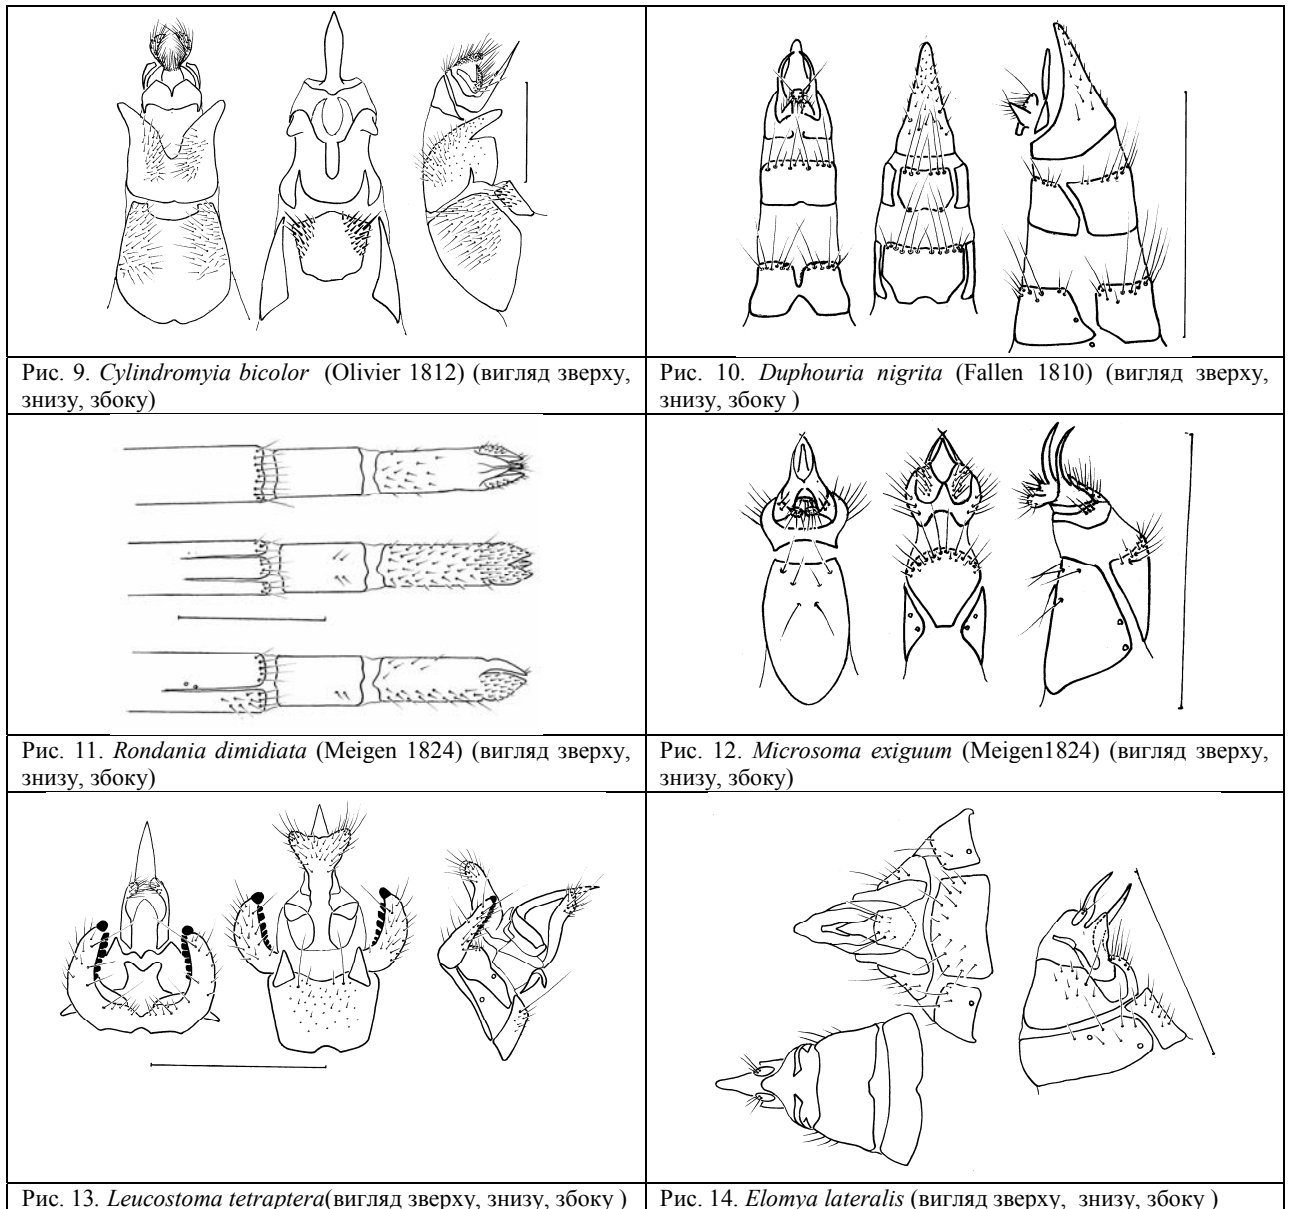 Рис. 9. Cylindromyia bicolor (Olivier 1812) (вигляд зверху,
знизу, збоку)
Рис. 10. Duphouria nigrita (Fallen 1810) (вигляд зверху,
знизу, збоку )
Рис. 11. Rondania dimidiata (Meigen 1824) (вигляд зверху,
знизу, збоку)
Рис. 12. Microsoma exiguum (Meigen1824) (вигляд зверху,
знизу, збоку)
Рис. 13. Leucostoma tetraptera(вигляд зверху, знизу, збоку )
Рис. 14. Elomya lateralis (вигляд зверху, знизу, збоку )